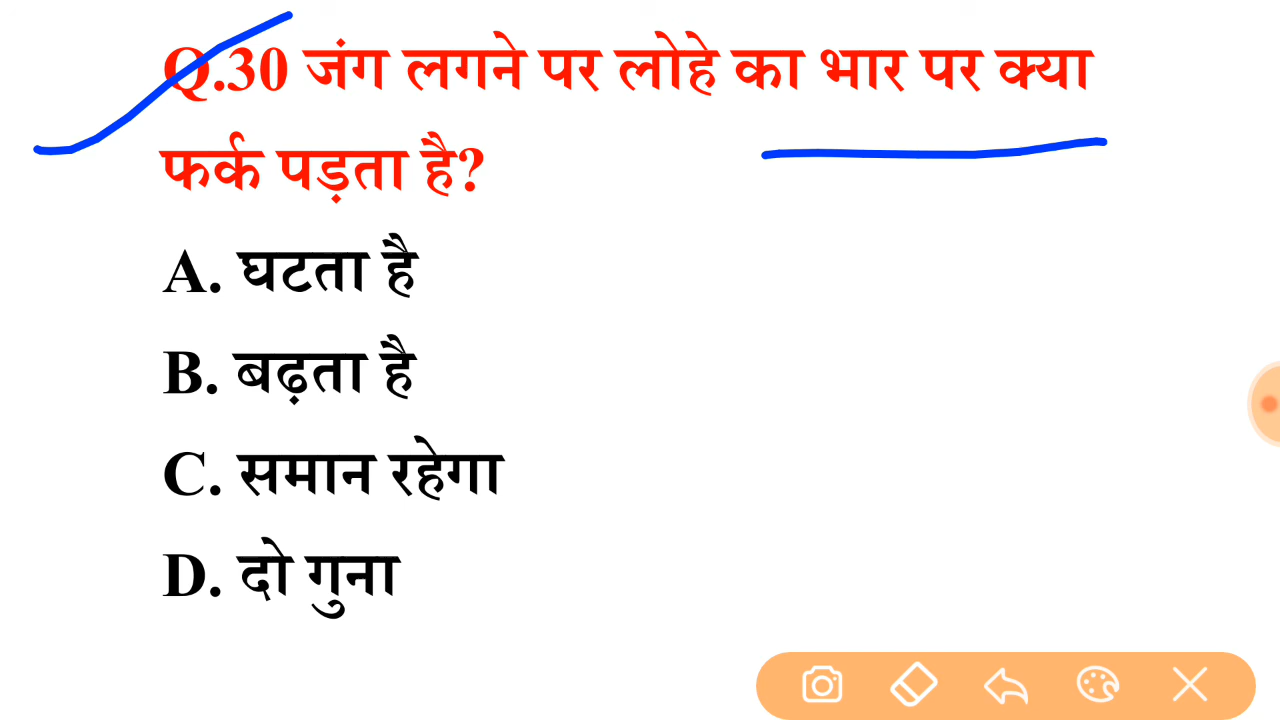 Q.30 जंग लगने पर लोहे का भार पर क्या
फर्क पड़ता है?
A. घटता है
B. बढ़ता है
C. समान रहेगा
D. दो गुना